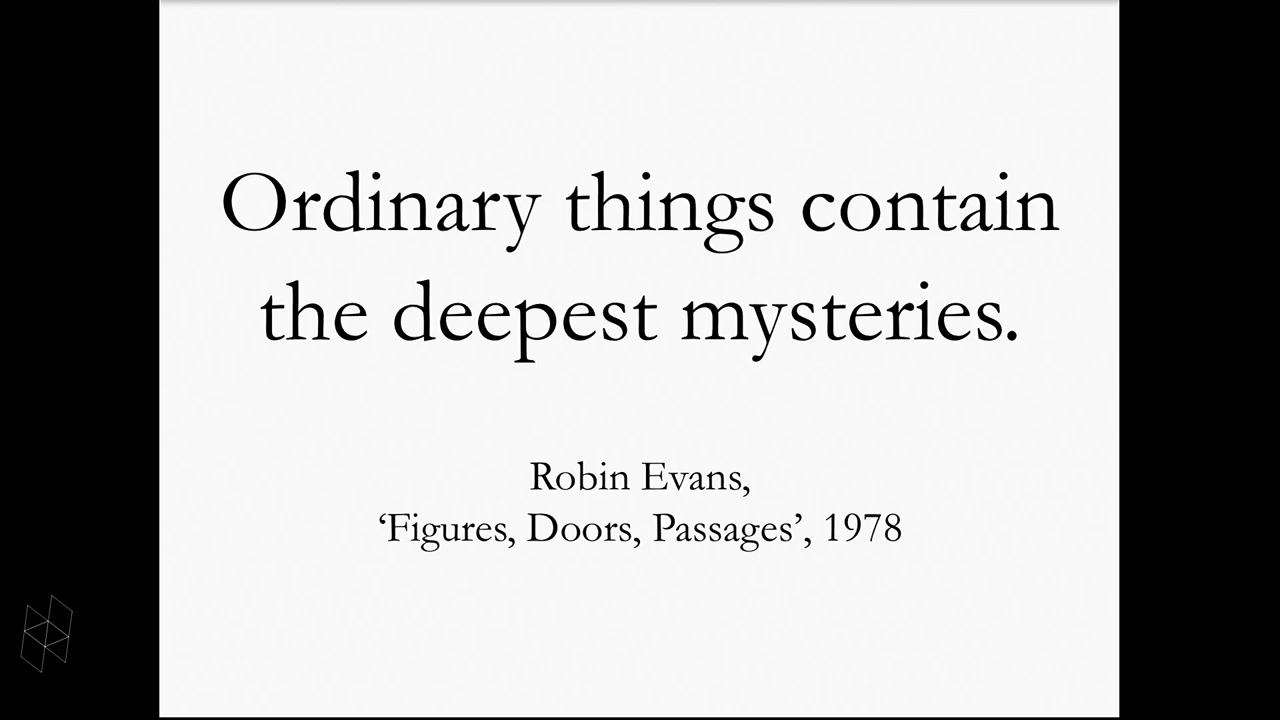 Ordinary things contain
the deepest mysteries.
Robin Evans,
‘Figures, Doors, Passages’, 1978